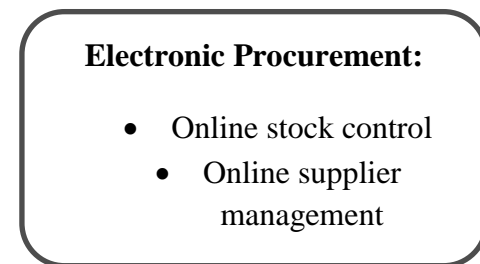 Electronic Procurement:
• Online stock control
• Online supplier
management